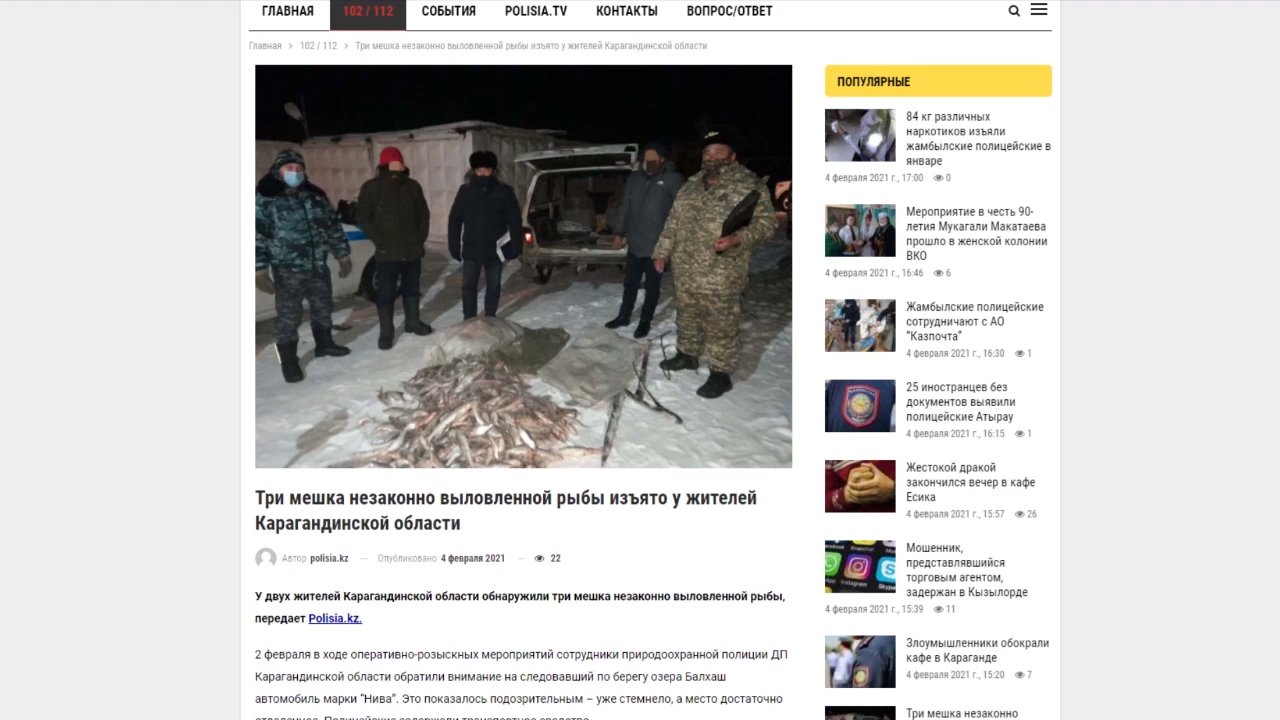 ГЛАВНАЯ 102 / 112 СОБЫТИЯ POLISIA.TV КОНТАКТЫ ВОПРОС/ОТВЕТ
Главная > 102 / 112 > Три мешка незаконно выловленной рыбы изъято у жителей Карагандинской области
Три мешка незаконно выловленной рыбы изъято у жителей
Карагандинской области
Автор polisia.kz — Опубликовано 4 февраля 2021 — 22
У двух жителей Карагандинской области обнаружили три мешка незаконно выловленной рыбы,
передает Polisia.kz.
2 февраля в ходе оперативно-розыскных мероприятий сотрудники природоохранной полиции ДП
Карагандинской области обратили внимание на следовавший по берегу озера Балхаш
автомобиль марки “Нива”. Это показалось подозрительным – уже стемнело, а место достаточно
отдаленное. Полицейские задержали транспортное средство.
ПОПУЛЯРНЫЕ
84 кг различных
наркотиков изъяли
жамбылские полицейские в
январе
4 февраля 2021 г., 17:00 0
Мероприятие в честь 90-
летия Мукагали Макатаева
прошло в женской колонии
ВКО
4 февраля 2021 г., 16:46 6
Жамбылские полицейские
сотрудничают с АО
“Казпочта”
4 февраля 2021 г., 16:30 1
25 иностранцев без
документов выявили
полицейские Атырау
4 февраля 2021 г., 16:15 1
Жестокой дракой
закончился вечер в кафе
Есика
4 февраля 2021 г., 15:57 26
Мошенник,
представлявшийся
торговым агентом,
задержан в Кызылорде
4 февраля 2021 г., 15:39 11
Злоумышленники обокрали
кафе в Караганде
4 февраля 2021 г., 15:20 7
Три мешка незаконно